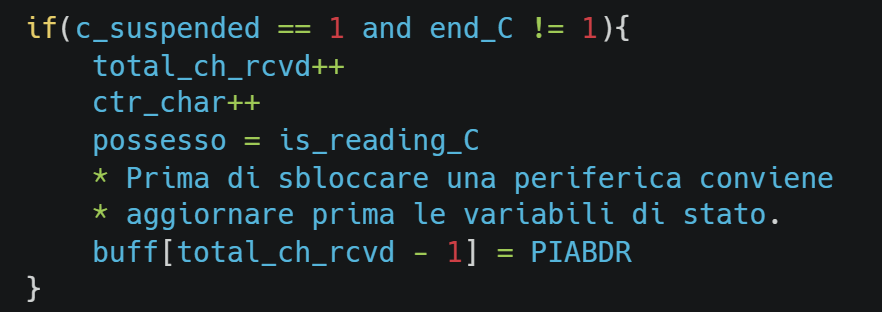 if(c_suspended == 1 and end_C != 1){
    total_ch_rcvd++
    ctr_char++
    possesso = is_reading_C
    * Prima di sbloccare una periferica conviene
    * aggiornare prima le variabili di stato.
    buff[total_ch_rcvd - 1] = PIABDR
}